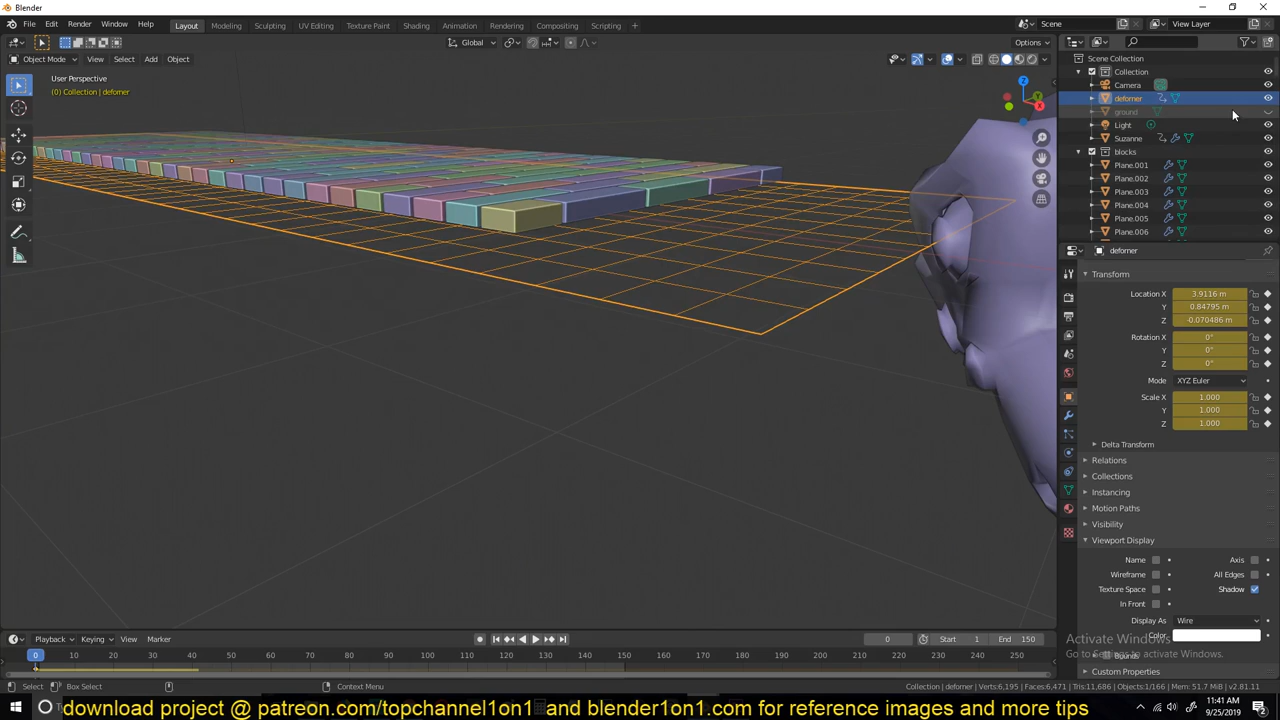 Blender
File Edit Render Window Help Layout Modeling Sculpting UV Editing Texture Paint Shading Animation Rendering Compositing Scripting + Scene View Layer
Global Options
Object Mode View Select Add Object
User Perspective
(0) Collection | deformer
Z
Y
X
Scene Collection
Collection
Camera
deformer
ground
Light
Suzanne
blocks
Plane.001
Plane.002
Plane.003
Plane.004
Plane.005
Plane.006
deformer
Transform
Location X 3.9116 m
Y 0.84795 m
Z -0.070486 m
Rotation X 0°
Y 0°
Z 0°
Mode XYZ Euler
Scale X 1.000
Y 1.000
Z 1.000
Delta Transform
Relations
Collections
Instancing
Motion Paths
Visibility
Viewport Display
Name Axis
Wireframe All Edges
Texture Space Shadow
In Front
Display As Wire
Color
Bounds
Custom Properties
Activate Windows
Go to Settings to activate Windows.
Playback Keying View Marker 0 Start 1 End 150
0 10 20 30 40 50 60 70 80 90 100 110 120 130 140 150 160 170 180 190 200 210 220 230 240 250
Select Box Select Context Menu Collection | deformer | Verts:6,195 | Faces:6,471 | Tris:11,686 | Objects:1/166 | Mem: 51.7 MiB | v2.81.11
download project @ patreon.com/topchannel1on1 and blender1on1.com for reference images and more tips
11:41 AM
9/25/2019